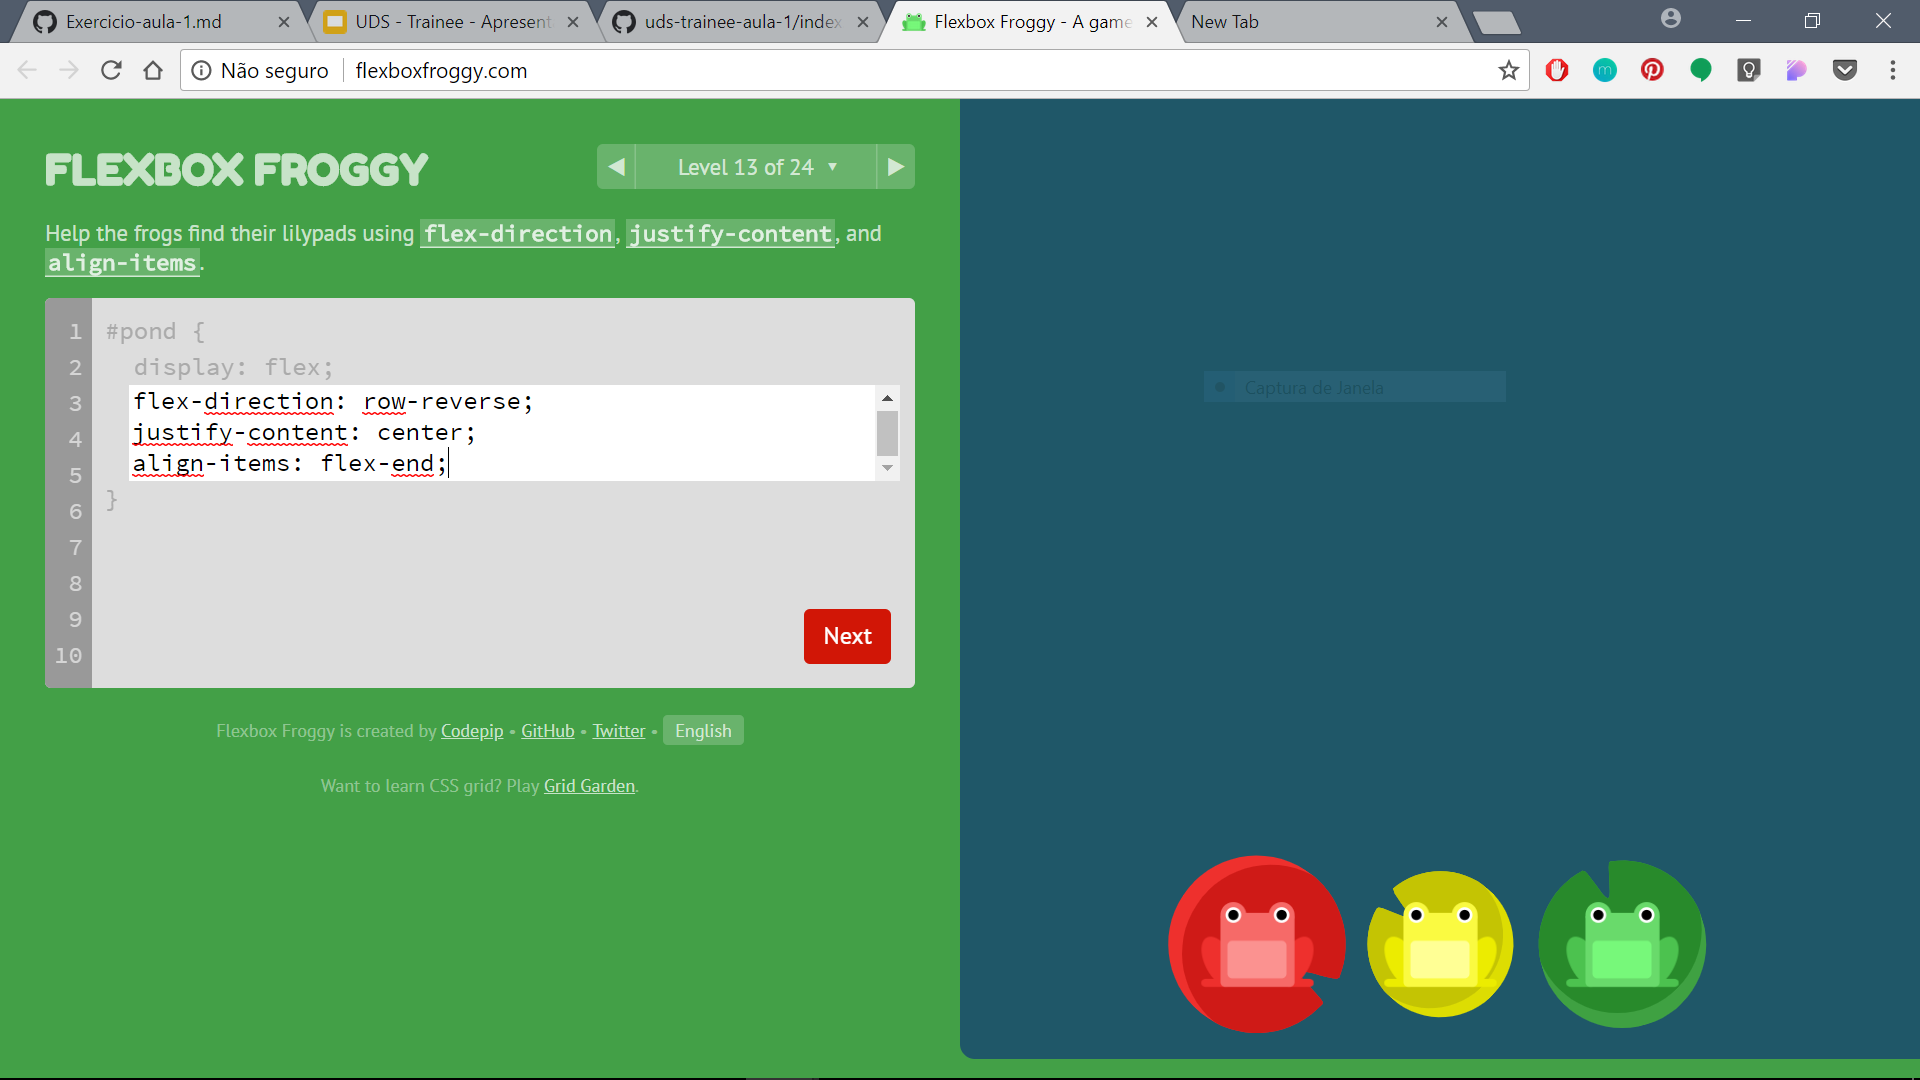 Exercicio-aula-1.md
UDS - Trainee - Apresent
uds-trainee-aula-1/index
Flexbox Froggy - A game
New Tab
Não seguro
flexboxfroggy.com
FLEXBOX FROGGY
Level 13 of 24
Help the frogs find their lilypads using flex-direction, justify-content, and
align-items.
1 #pond {
2 display: flex;
3 flex-direction: row-reverse;
4 justify-content: center;
5 align-items: flex-end;
6 }
7
8
9
10
Next
Captura de Janela
Flexbox Froggy is created by Codepip • GitHub • Twitter • English
Want to learn CSS grid? Play Grid Garden.